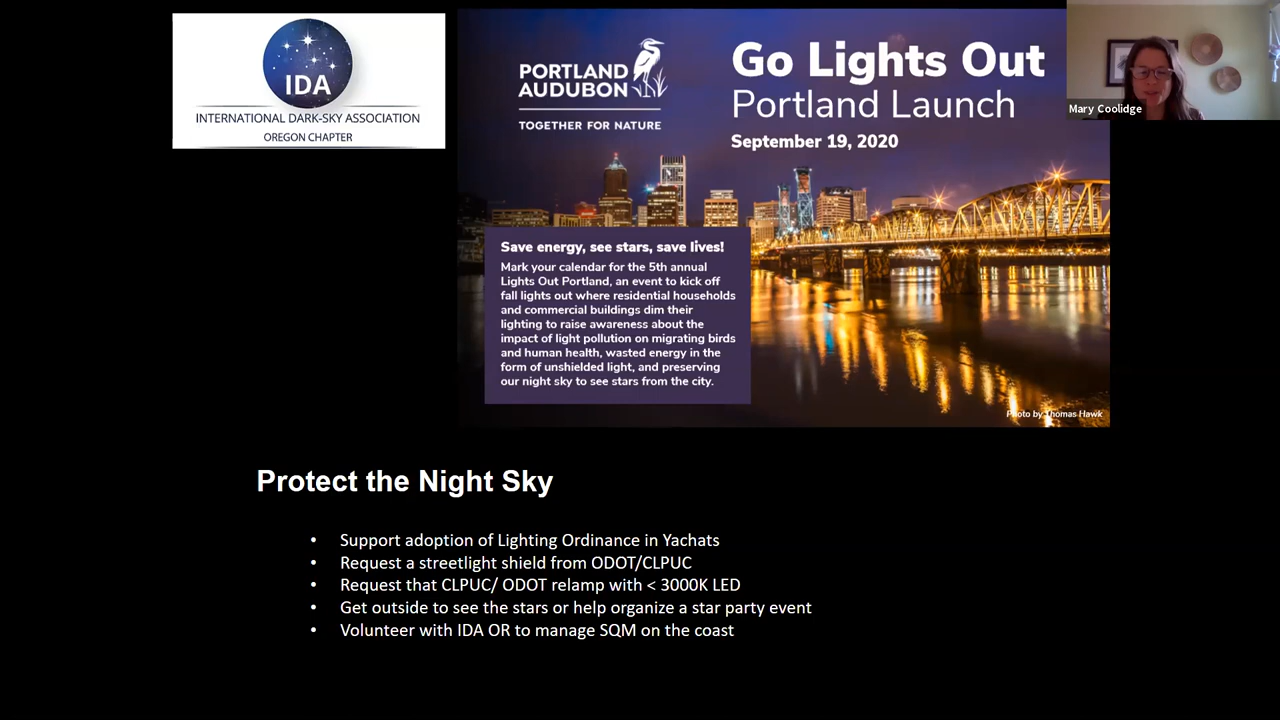 IDA
INTERNATIONAL DARK-SKY ASSOCIATION
OREGON CHAPTER
PORTLAND
AUDUBON
TOGETHER FOR NATURE
Go Lights Out
Portland Launch
September 19, 2020
Mary Coolidge
Save energy, see stars, save lives!
Mark your calendar for the 5th annual
Lights Out Portland, an event to kick off
fall lights out where residential households
and commercial buildings dim their
lighting to raise awareness about the
impact of light pollution on migrating birds
and human health, wasted energy in the
form of unshielded light, and preserving
our night sky to see stars from the city.
Photo by Thomas Hawk
Protect the Night Sky
• Support adoption of Lighting Ordinance in Yachats
• Request a streetlight shield from ODOT/CLPUC
• Request that CLPUC/ ODOT relamp with < 3000K LED
• Get outside to see the stars or help organize a star party event
• Volunteer with IDA OR to manage SQM on the coast